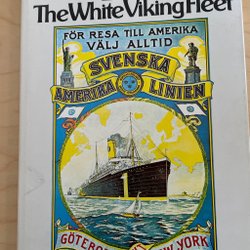 The White Viking Fleet
FÖR RESA TILL AMERIKA
VÄLJ ALLTID
SVENSKA
AMERIKA LINIEN
GÖTEBORG NEW YORK